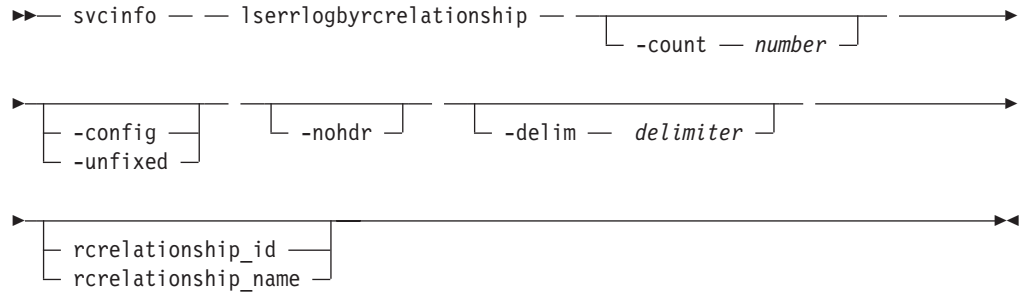 svcinfo lserrlogbyrcrelationship
-count number
-config
-nohdr -delim delimiter
-unfixed
rcrelationship_id
rcrelationship_name